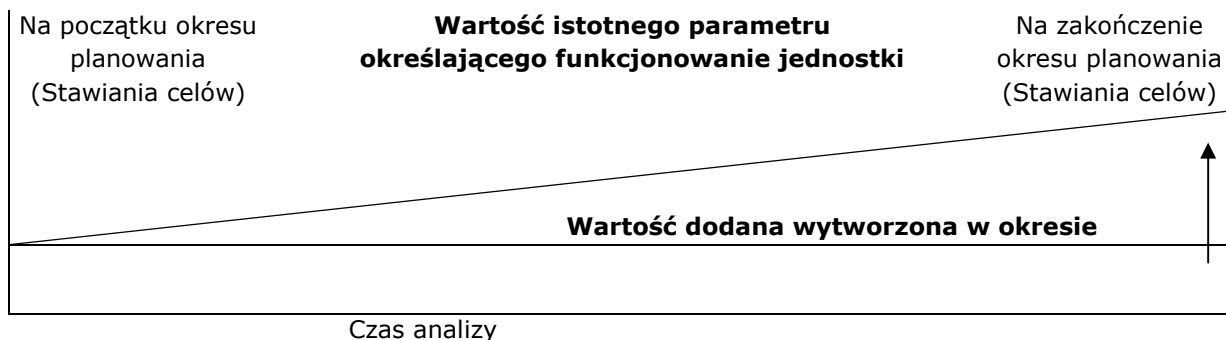 Na początku okresu
planowania
(Stawiania celów)
Wartość istotnego parametru
określającego funkcjonowanie jednostki
Na zakończenie
okresu planowania
(Stawiania celów)
Wartość dodana wytworzona w okresie
Czas analizy